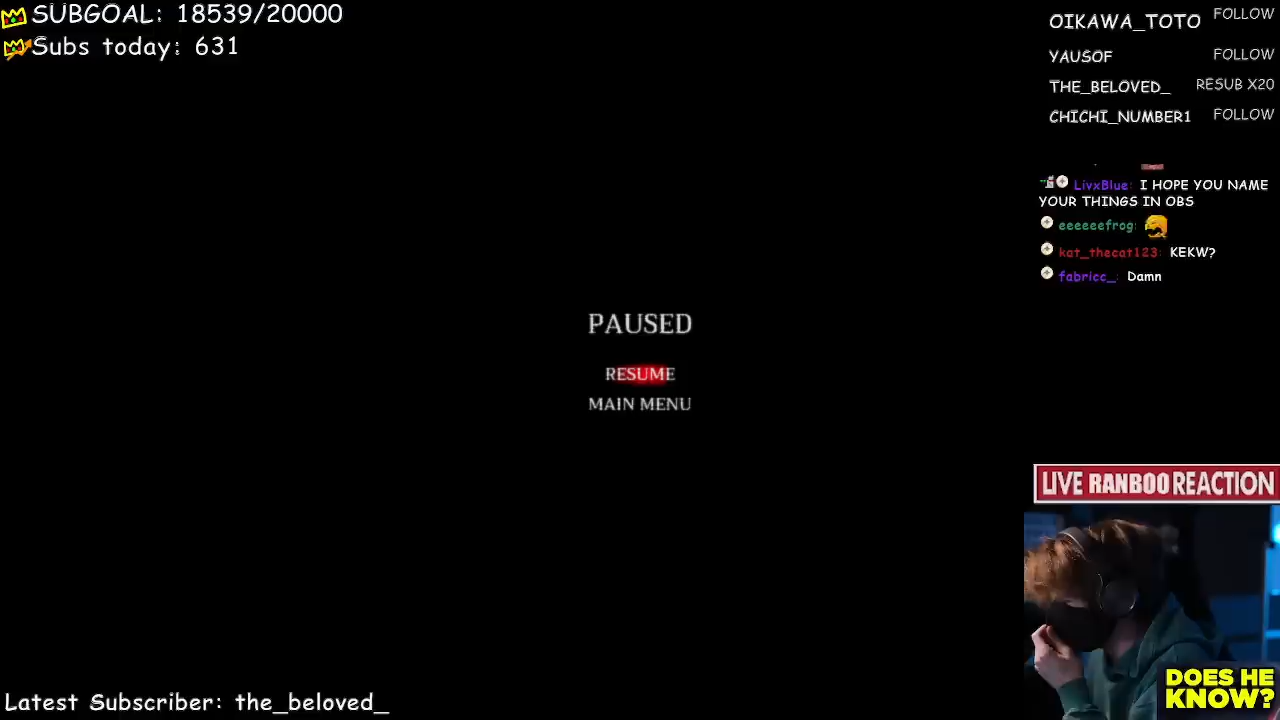 SUBGOAL: 18539/20000
Subs today: 631
OIKAWA_TOTO FOLLOW
YAUSOF FOLLOW
THE_BELOVED_ RESUB X20
CHICHI_NUMBER1 FOLLOW
LivxBlue: I HOPE YOU NAME
YOUR THINGS IN OBS
eeeeeefrog:
kat_thecat123: KEKW?
fabricc_: Damn
PAUSED
RESUME
MAIN MENU
LIVE RANBOO REACTION
DOES HE
KNOW?
Latest Subscriber: the_beloved_